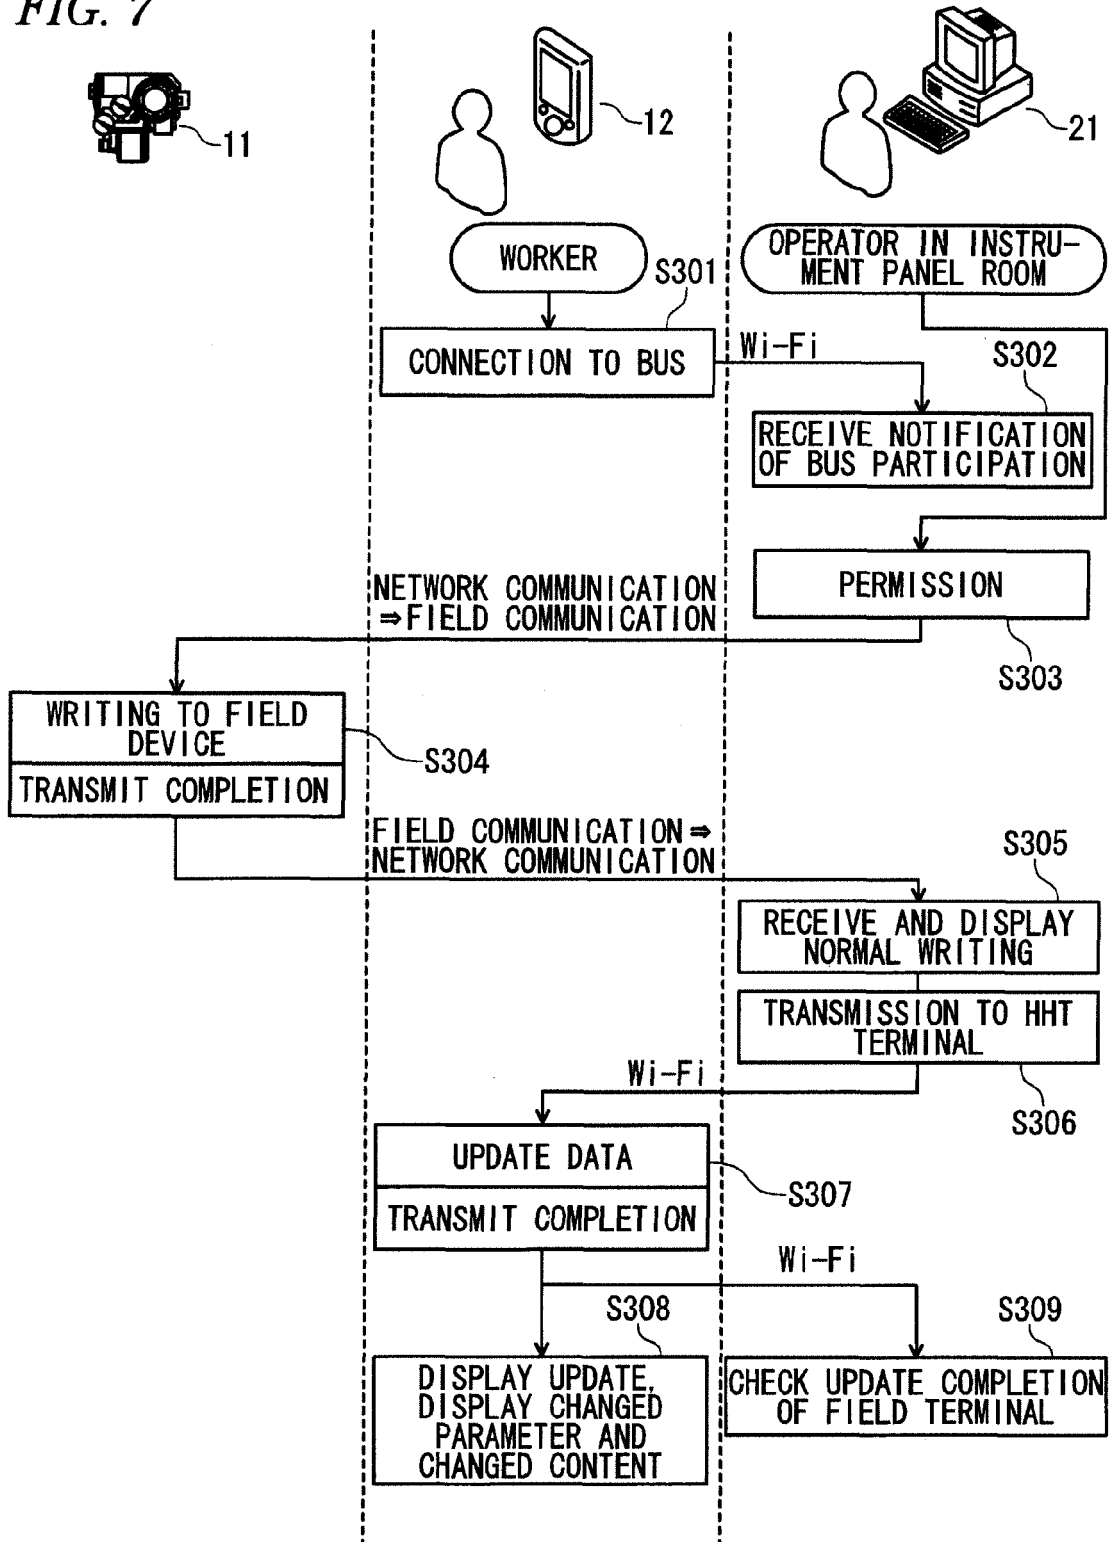 FIG. 7
11
12
21
WORKER
OPERATOR IN INSTRU-
MENT PANEL ROOM
S301
CONNECTION TO BUS
Wi-Fi
S302
RECEIVE NOTIFICATION
OF BUS PARTICIPATION
PERMISSION
S303
NETWORK COMMUNICATION
⇒FIELD COMMUNICATION
WRITING TO FIELD
DEVICE
TRANSMIT COMPLETION
S304
FIELD COMMUNICATION⇒
NETWORK COMMUNICATION
S305
RECEIVE AND DISPLAY
NORMAL WRITING
TRANSMISSION TO HHT
TERMINAL
S306
Wi-Fi
UPDATE DATA
TRANSMIT COMPLETION
S307
Wi-Fi
S308
DISPLAY UPDATE,
DISPLAY CHANGED
PARAMETER AND
CHANGED CONTENT
S309
CHECK UPDATE COMPLETION
OF FIELD TERMINAL